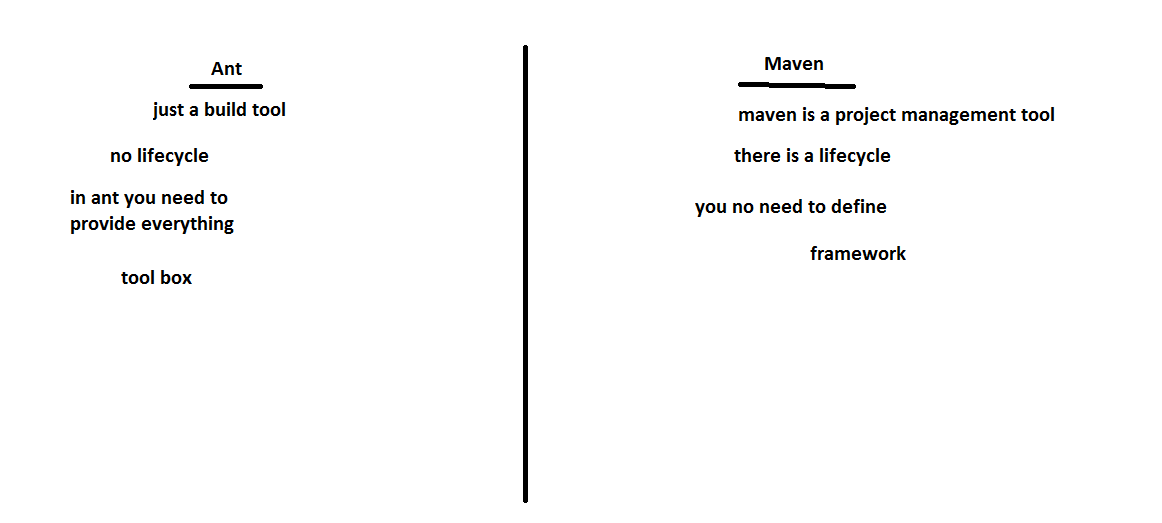 Ant
just a build tool
no lifecycle
in ant you need to
provide everything
tool box
Maven
maven is a project management tool
there is a lifecycle
you no need to define
framework